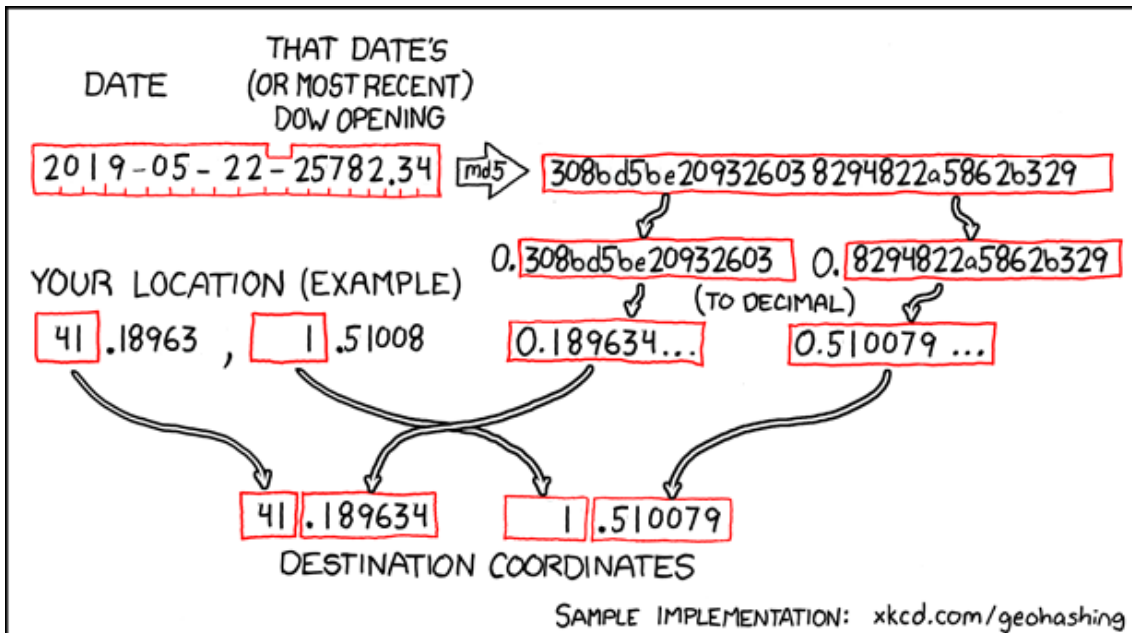 DATE
THAT DATE'S
(OR MOST RECENT)
DOW OPENING
2019-05-22-25782.34
md5
308bd5be209326038294822a5862b329
0.308bd5be20932603
0.8294822a5862b329
YOUR LOCATION (EXAMPLE)
(TO DECIMAL)
41.18963, 1.51008
0.189634...
0.510079...
41.189634
1.510079
DESTINATION COORDINATES
SAMPLE IMPLEMENTATION: xkcd.com/geohashing